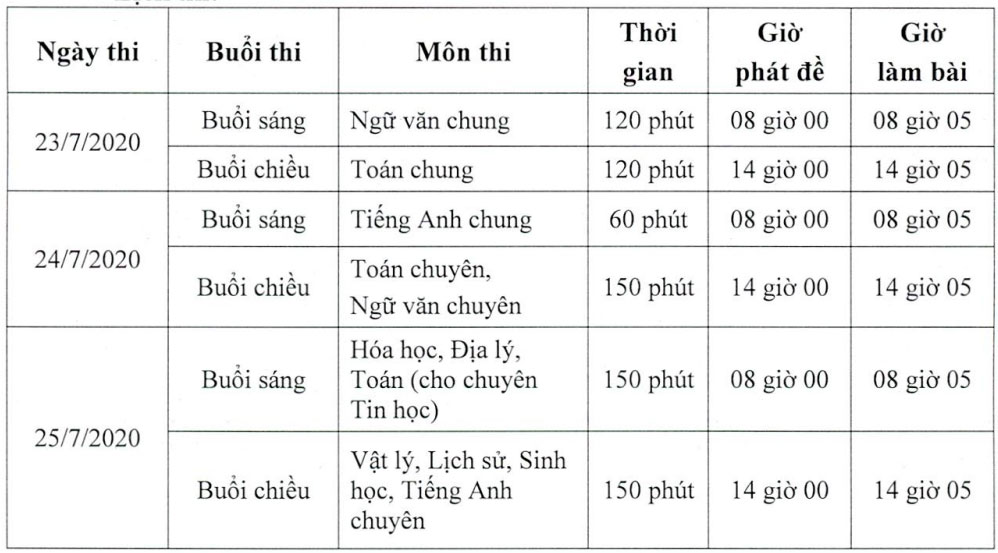 Ngày thi Buổi thi Môn thi Thời gian Giờ phát đề Giờ làm bài
23/7/2020 Buổi sáng Ngữ văn chung 120 phút 08 giờ 00 08 giờ 05
Buổi chiều Toán chung 120 phút 14 giờ 00 14 giờ 05
24/7/2020 Buổi sáng Tiếng Anh chung 60 phút 08 giờ 00 08 giờ 05
Buổi chiều Toán chuyên,
Ngữ văn chuyên 150 phút 14 giờ 00 14 giờ 05
25/7/2020 Buổi sáng Hóa học, Địa lý,
Toán (cho chuyên
Tin học) 150 phút 08 giờ 00 08 giờ 05
Buổi chiều Vật lý, Lịch sử, Sinh
học, Tiếng Anh
chuyên 150 phút 14 giờ 00 14 giờ 05